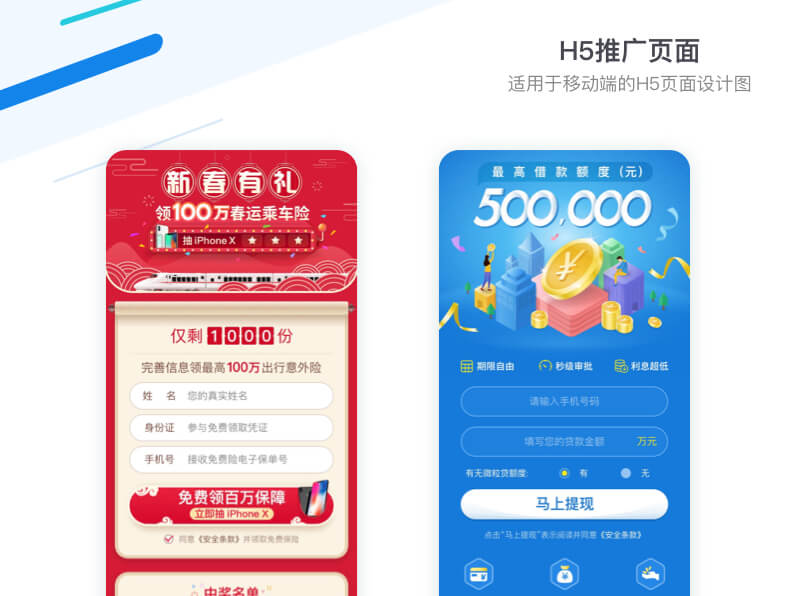 H5推广页面
适用于移动端的H5页面设计图
新春有礼
领100万春运乘车险
抽iPhone X
仅剩1000份
完善信息领最高100万出行意外险
姓 名 您的真实姓名
身份证 参与免费领取凭证
手机号 接收免费险电子保单号
免费领百万保障
立即抽 iPhone X
同意《安全条款》并领取免费保险
中奖名单
最高借款额度(元)
500,000
¥
期限自由 秒级审批 利息超低
请输入手机号码
填写您的贷款金额 万元
有无微粒贷额度: 有 无
马上提现
点击“马上提现”表示阅读并同意《安全条款》